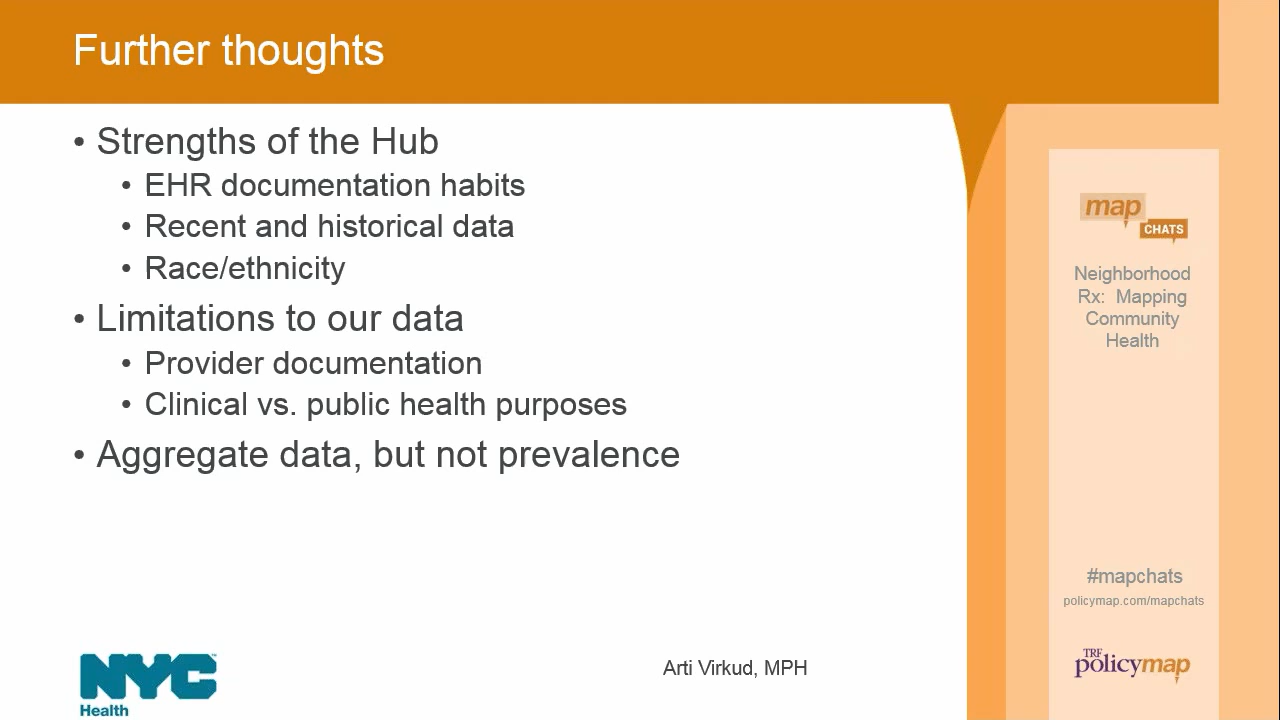 Further thoughts
• Strengths of the Hub
• EHR documentation habits
• Recent and historical data
• Race/ethnicity
• Limitations to our data
• Provider documentation
• Clinical vs. public health purposes
• Aggregate data, but not prevalence
map
CHATS
Neighborhood
Rx: Mapping
Community
Health
#mapchats
policymap.com/mapchats
TRF
policymap
NYC™
Health
Arti Virkud, MPH